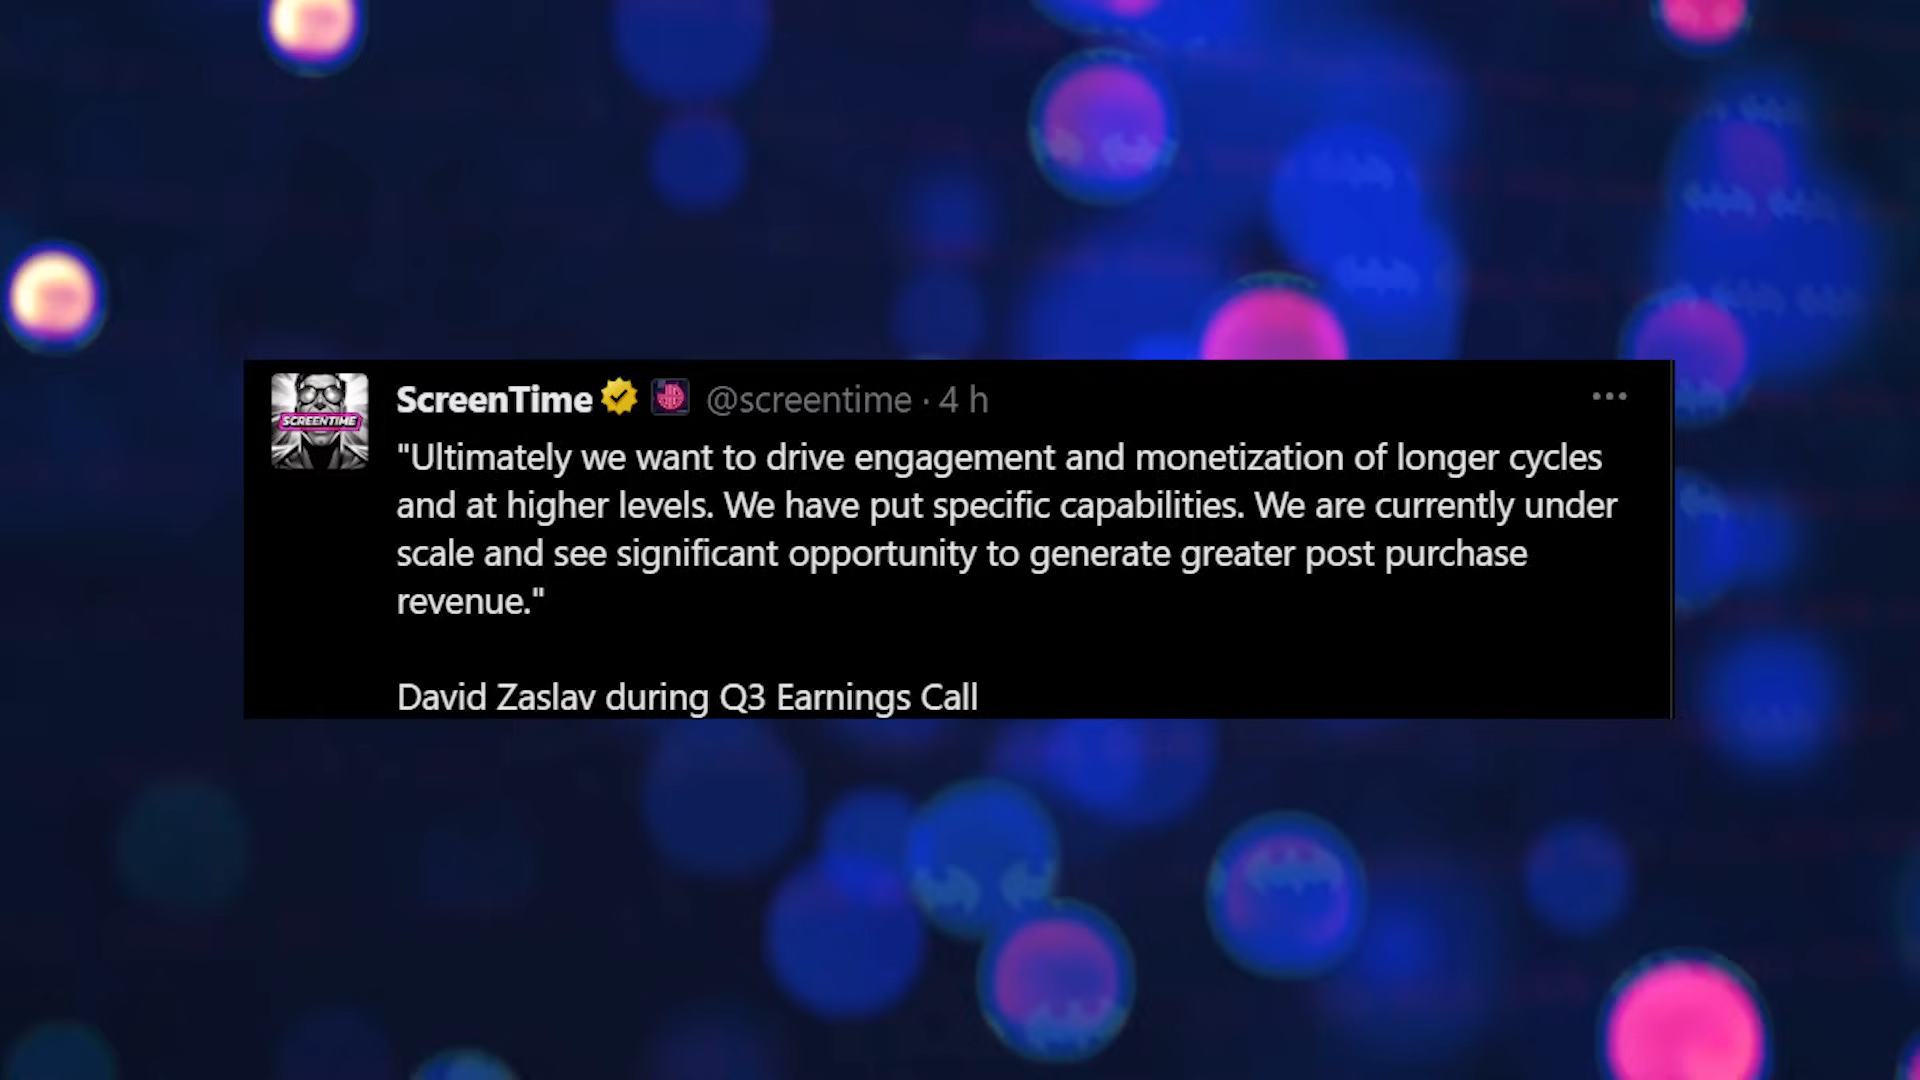 ScreenTime @screentime · 4 h
SCREENTIME
"Ultimately we want to drive engagement and monetization of longer cycles
and at higher levels. We have put specific capabilities. We are currently under
scale and see significant opportunity to generate greater post purchase
revenue."
David Zaslav during Q3 Earnings Call